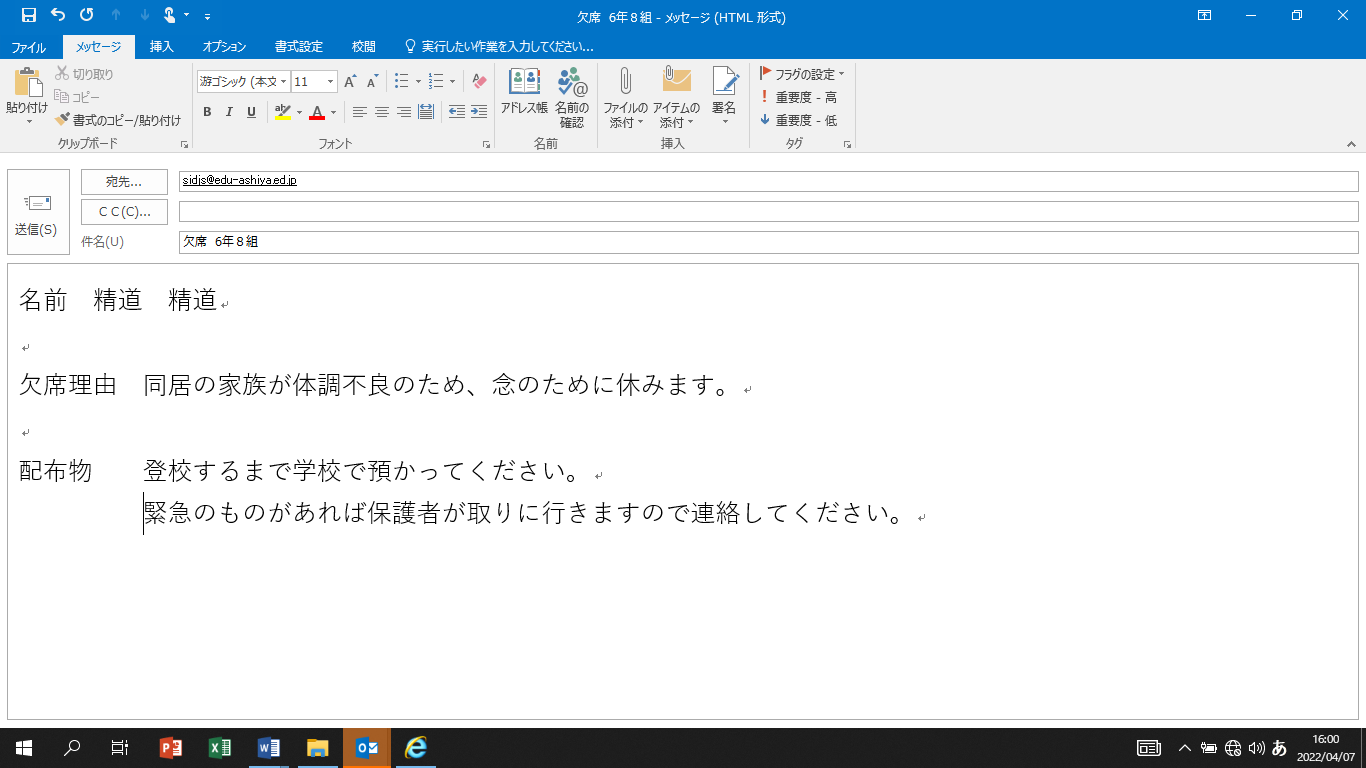 欠席 6年８組 - メッセージ (HTML 形式)
ファイル メッセージ 挿入 オプション 書式設定 校閲 実行したい作業を入力してください...
貼り付け
切り取り
コピー
書式のコピー/貼り付け
クリップボード
游ゴシック (本文 11
B I U ab A
フォント
アドレス帳
名前の
確認
名前
ファイルの
添付
アイテムの
添付
署名
挿入
フラグの設定
重要度 - 高
重要度 - 低
タグ
送信(S)
宛先... sidjs@edu-ashiya.ed.jp
ＣＣ(C)...
件名(U) 欠席 6年８組
名前　精道　精道
欠席理由　同居の家族が体調不良のため、念のために休みます。
配布物　　登校するまで学校で預かってください。
緊急のものがあれば保護者が取りに行きますので連絡してください。
あ
16:00
2022/04/07